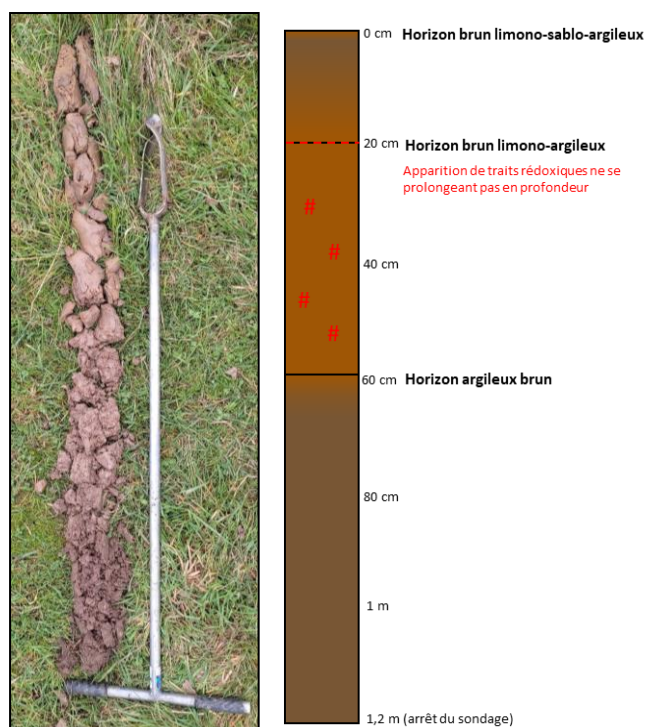 0 cm Horizon brun limono-sablo-argileux
20 cm Horizon brun limono-argileux
Apparition de traits rédoxiques ne se
prolongeant pas en profondeur
#
#
40 cm
#
#
60 cm Horizon argileux brun
80 cm
1 m
1,2 m (arrêt du sondage)